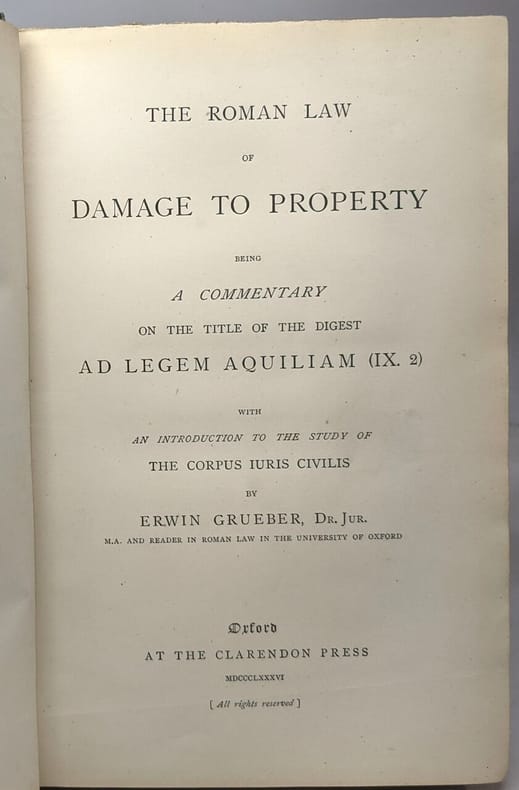 THE ROMAN LAW
OF
DAMAGE TO PROPERTY
BEING
A COMMENTARY
ON THE TITLE OF THE DIGEST
AD LEGEM AQUILIAM (IX. 2)
WITH
AN INTRODUCTION TO THE STUDY OF
THE CORPUS IURIS CIVILIS
BY
ERWIN GRUEBER, DR. JUR.
M.A. AND READER IN ROMAN LAW IN THE UNIVERSITY OF OXFORD
Oxford
AT THE CLARENDON PRESS
MDCCCLXXXVI
[ All rights reserved ]